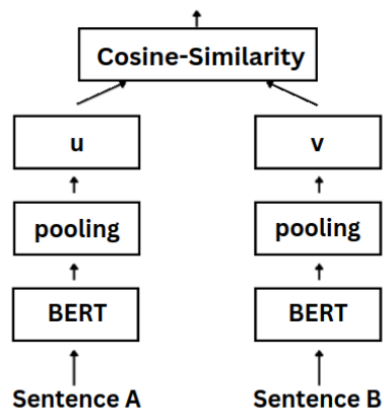 Cosine-Similarity
u
v
pooling
pooling
BERT
BERT
Sentence A
Sentence B